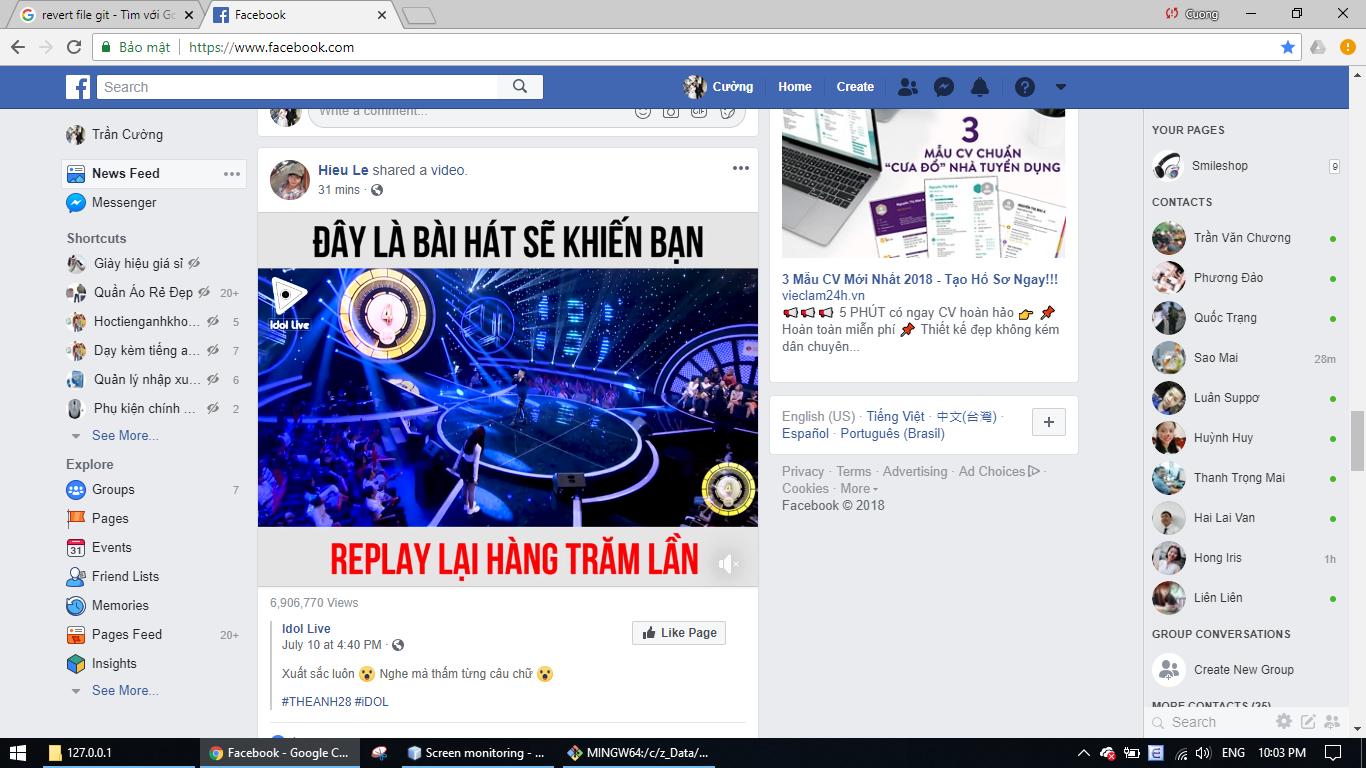 revert file git - Tìm với Go
Facebook
Cuong
Bảo mật
https://www.facebook.com
Search
Cường
Home
Create
Trần Cường
News Feed
Messenger
Shortcuts
Giày hiệu giá sỉ
Quần Áo Rẻ Đẹp 20+
Hoctienganhkho... 5
Dạy kèm tiếng a... 7
Quản lý nhập xu... 6
Phụ kiện chính ... 2
See More...
Explore
Groups 7
Pages
31
Events
Friend Lists
Memories
Pages Feed 20+
Insights
See More...
Write a comment...
GIF
Hieu Le shared a video.
31 mins ·
ĐÂY LÀ BÀI HÁT SẼ KHIẾN BẠN
Idol Live
4
4
REPLAY LẠI HÀNG TRĂM LẦN
6,906,770 Views
Idol Live
July 10 at 4:40 PM ·
Like Page
Xuất sắc luôn 😮 Nghe mà thấm từng câu chữ 😮
#THEANH28 #iDOL
3
MẪU CV CHUẨN
“CƯA ĐỔ” NHÀ TUYỂN DỤNG
3 Mẫu CV Mới Nhất 2018 - Tạo Hồ Sơ Ngay!!!
vieclam24h.vn
📢📢📢 5 PHÚT có ngay CV hoàn hảo 👉 📌
Hoàn toàn miễn phí 📌 Thiết kế đẹp không kém
dân chuyên...
English (US) · Tiếng Việt · 中文(台灣) ·
Español · Português (Brasil)
Privacy · Terms · Advertising · Ad Choices ·
Cookies · More
Facebook © 2018
YOUR PAGES
Smileshop 9
CONTACTS
Trần Văn Chương
Phương Đào
Quốc Trạng
Sao Mai 28m
Luân Suppơ
Huỳnh Huy
Thanh Trọng Mai
Hai Lai Van
Hong Iris 1h
Liên Liên
GROUP CONVERSATIONS
Create New Group
MORE CONTACTS (25)
Search
127.0.0.1
Facebook - Google C...
Screen monitoring - ...
MINGW64:/c/z_Data/...
ENG
10:03 PM